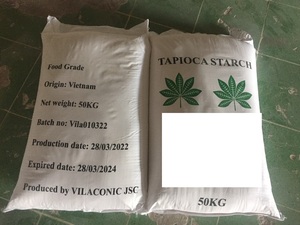 Food Grade
Origin: Vietnam
Net weight: 50KG
Batch no: Vila010322
Production date: 28/03/2022
Expired date: 28/03/2024
Produced by VILACONIC JSC
TAPIOCA STARCH
50KG